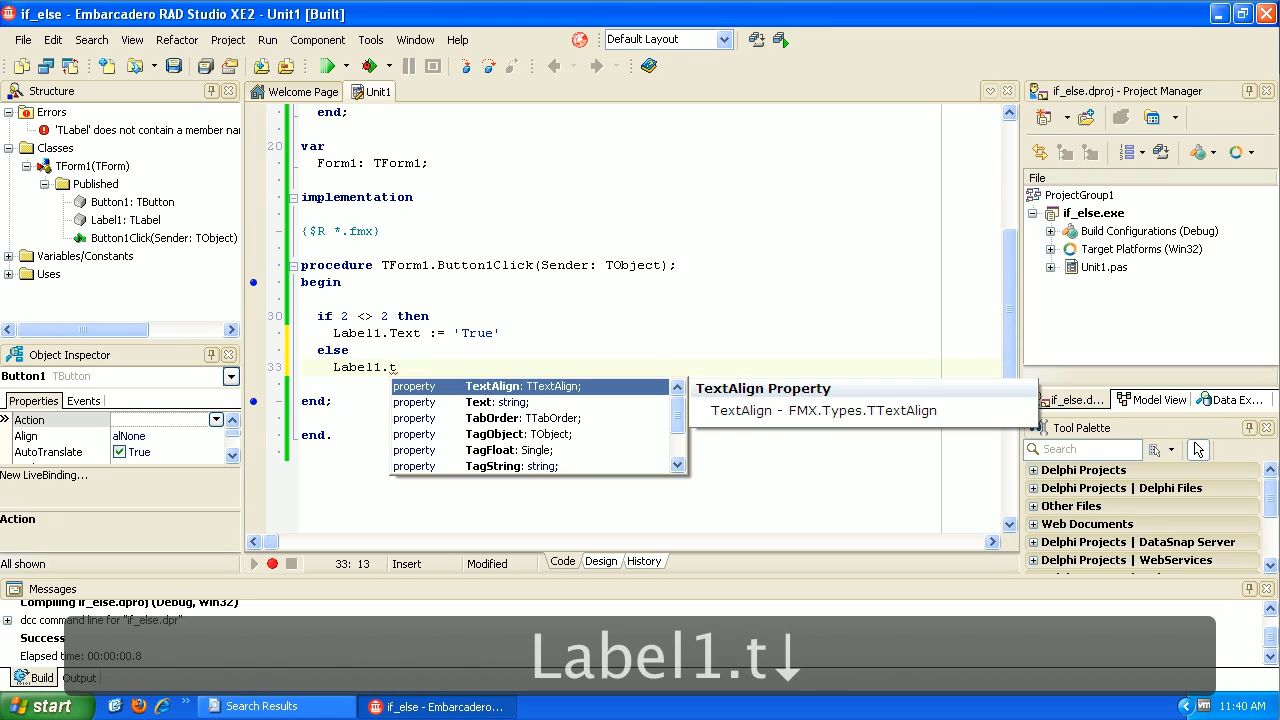 if_else - Embarcadero RAD Studio XE2 - Unit1 [Built]
File Edit Search View Refactor Project Run Component Tools Window Help
Default Layout
Structure
Errors
'TLabel' does not contain a member nan
Classes
TForm1(TForm)
Published
Button1: TButton
Label1: TLabel
Button1Click(Sender: TObject)
Variables/Constants
Uses
Object Inspector
Button1 TButton
Properties Events
Action
Align alNone
AutoTranslate True
New LiveBinding...
Action
All shown
Welcome Page Unit1
end;
20 var
Form1: TForm1;
implementation
{$R *.fmx}
procedure TForm1.Button1Click(Sender: TObject);
begin
30 if 2 <> 2 then
Label1.Text := 'True'
else
33 Label1.t
property TextAlign: TTextAlign;
property Text: string;
property TabOrder: TTabOrder;
property TagObject: TObject;
property TagFloat: Single;
property TagString: string;
TextAlign Property
TextAlign - FMX.Types.TTextAlign
end;
end.
33: 13 Insert Modified Code Design History
if_else.dproj - Project Manager
File
ProjectGroup1
if_else.exe
Build Configurations (Debug)
Target Platforms (Win32)
Unit1.pas
if_else.d... Model View Data Ex...
Tool Palette
Search
Delphi Projects
Delphi Projects | Delphi Files
Other Files
Web Documents
Delphi Projects | DataSnap Server
Delphi Projects | WebServices
Messages
Compiling if_else.dproj (Debug, Win32)
dcc command line for "if_else.dpr"
Success
Elapsed time: 00:00:00.8
Build Output
Label1.t↓
start Search Results if_else - Embarcadero... 11:40 AM